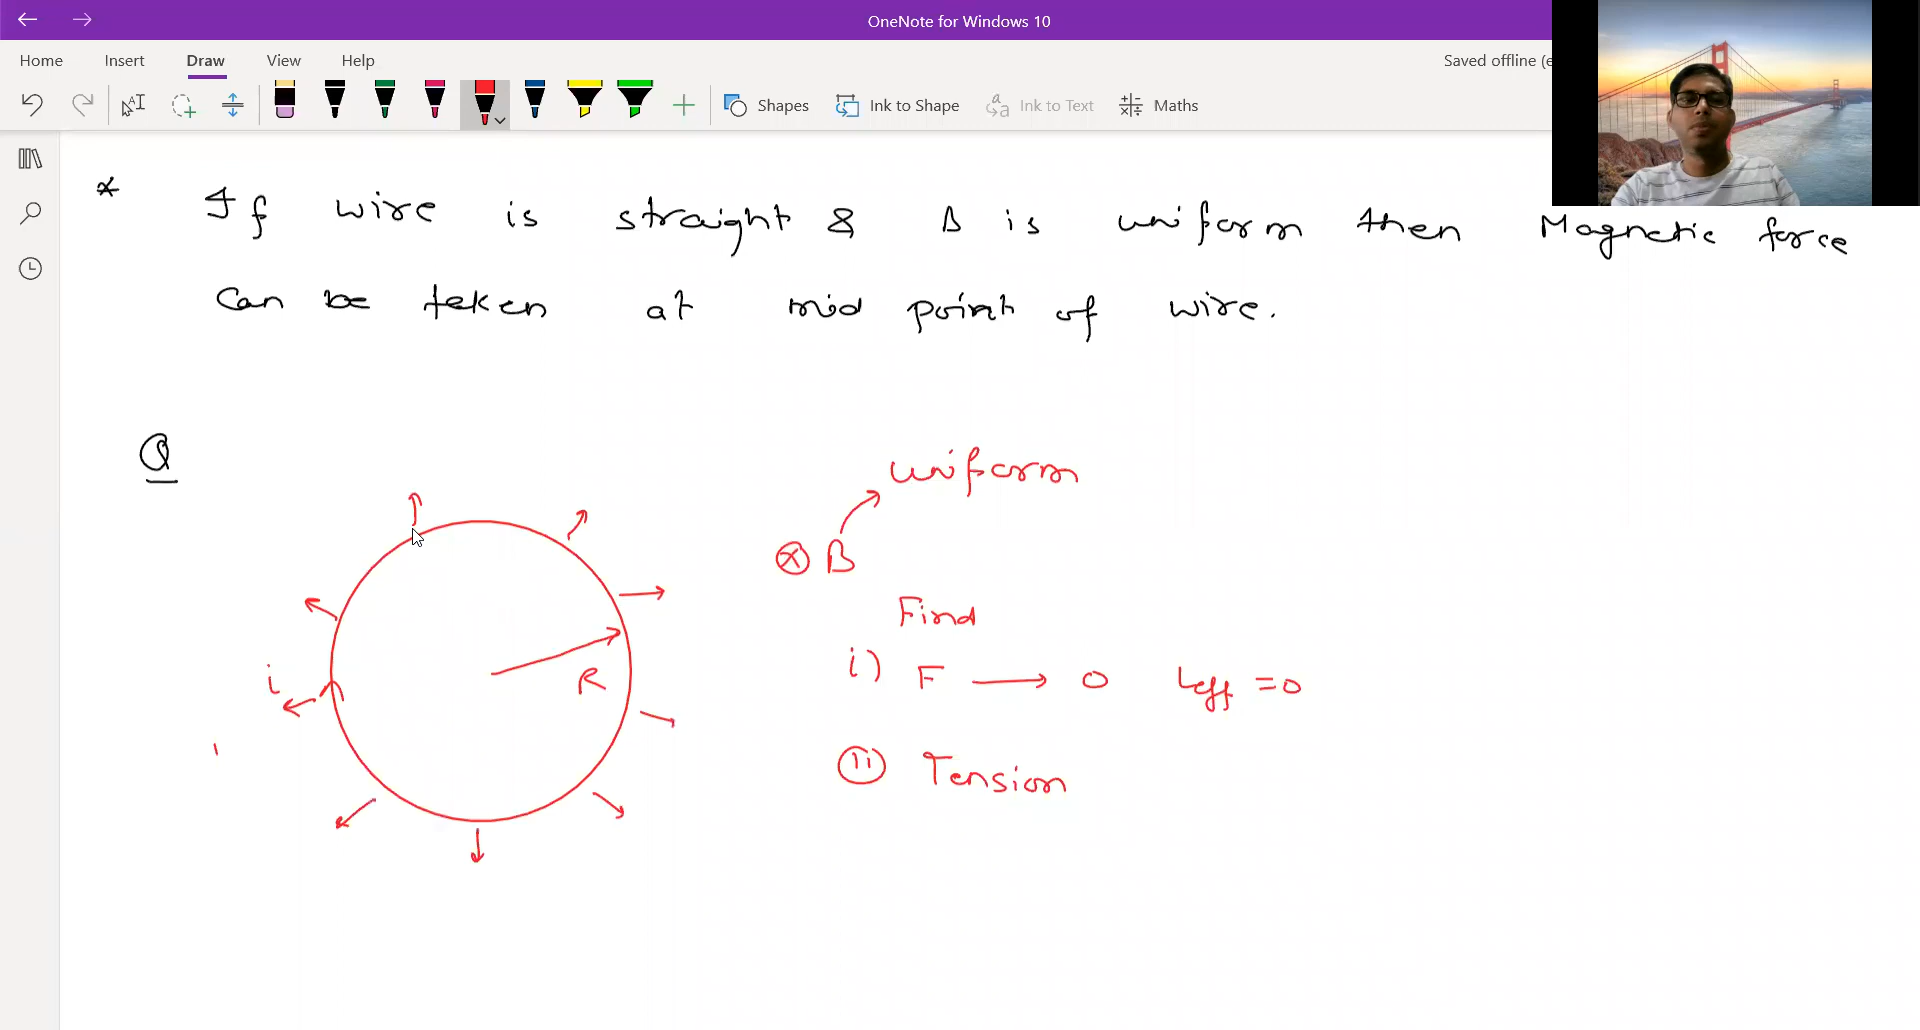 OneNote for Windows 10
Home Insert Draw View Help Saved offline (e
Shapes Ink to Shape Ink to Text Maths
* If wire is straight & B is uniform then Magnetic force
can be taken at mid point of wire.
Q
uniform
⊗ B
Find
i) F → 0 Leff = 0
R
i
(ii) Tension